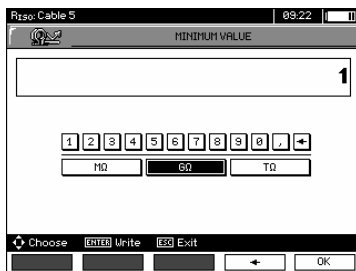 RISO: Cable 5 09:22
MINIMUM VALUE
1
1 2 3 4 5 6 7 8 9 0 , ←
MΩ GΩ TΩ
Choose ENTER Write ESC Exit
← OK